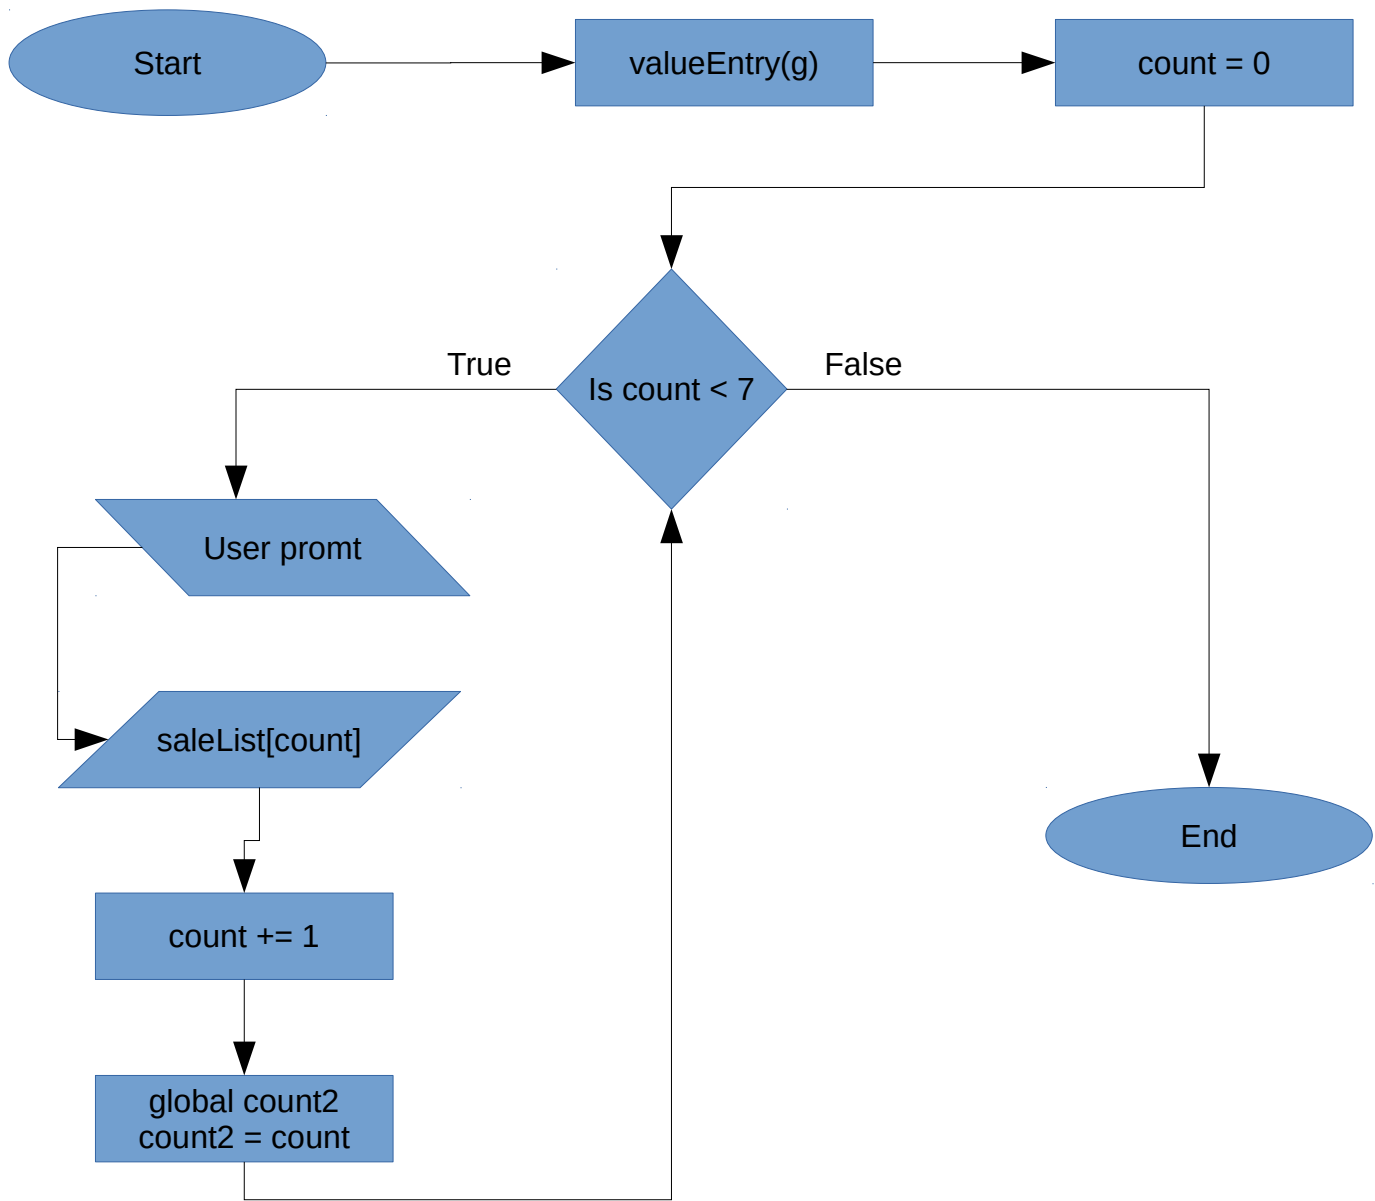 Start
valueEntry(g)
count = 0
True
False
Is count < 7
User promt
saleList[count]
count += 1
global count2
count2 = count
End